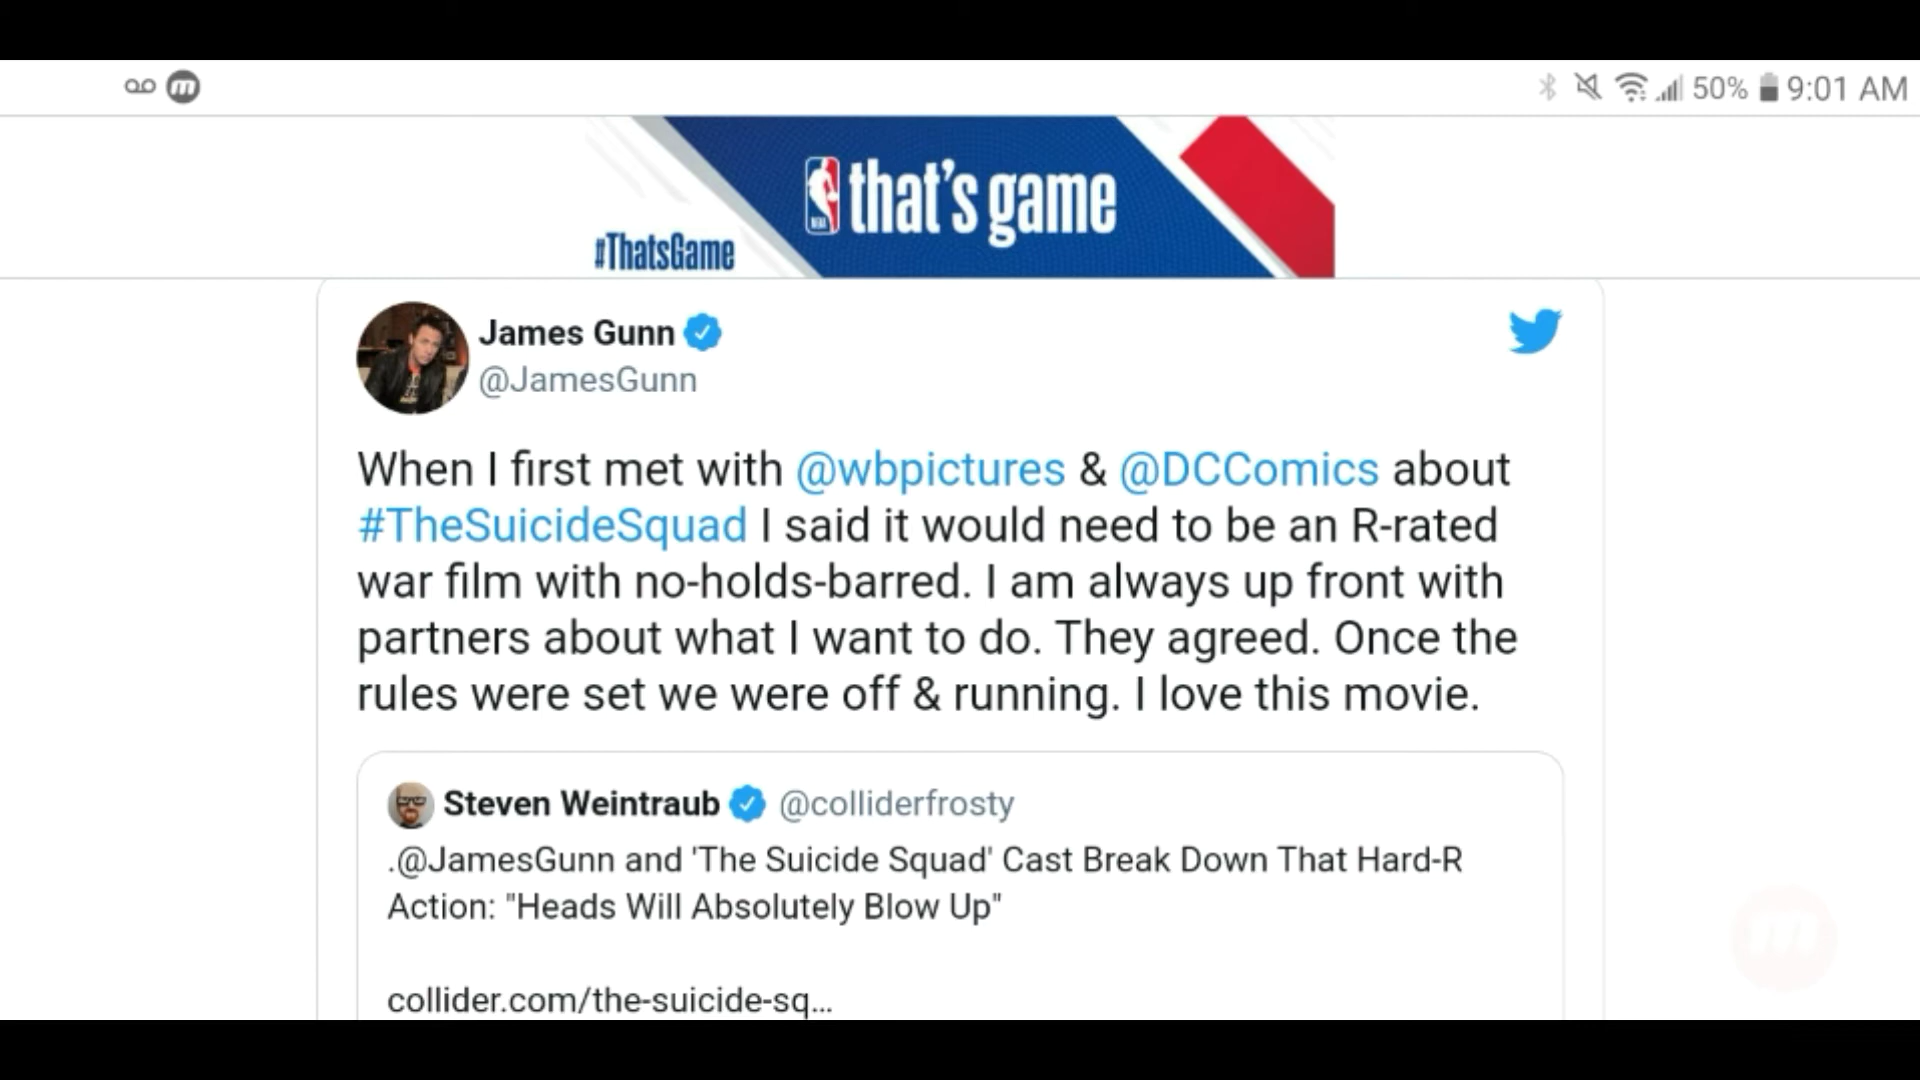 50% 9:01 AM
NBA that's game
#ThatsGame
James Gunn
@JamesGunn
When I first met with @wbpictures & @DCComics about
#TheSuicideSquad I said it would need to be an R-rated
war film with no-holds-barred. I am always up front with
partners about what I want to do. They agreed. Once the
rules were set we were off & running. I love this movie.
Steven Weintraub @colliderfrosty
.@JamesGunn and 'The Suicide Squad' Cast Break Down That Hard-R
Action: "Heads Will Absolutely Blow Up"
collider.com/the-suicide-sq...